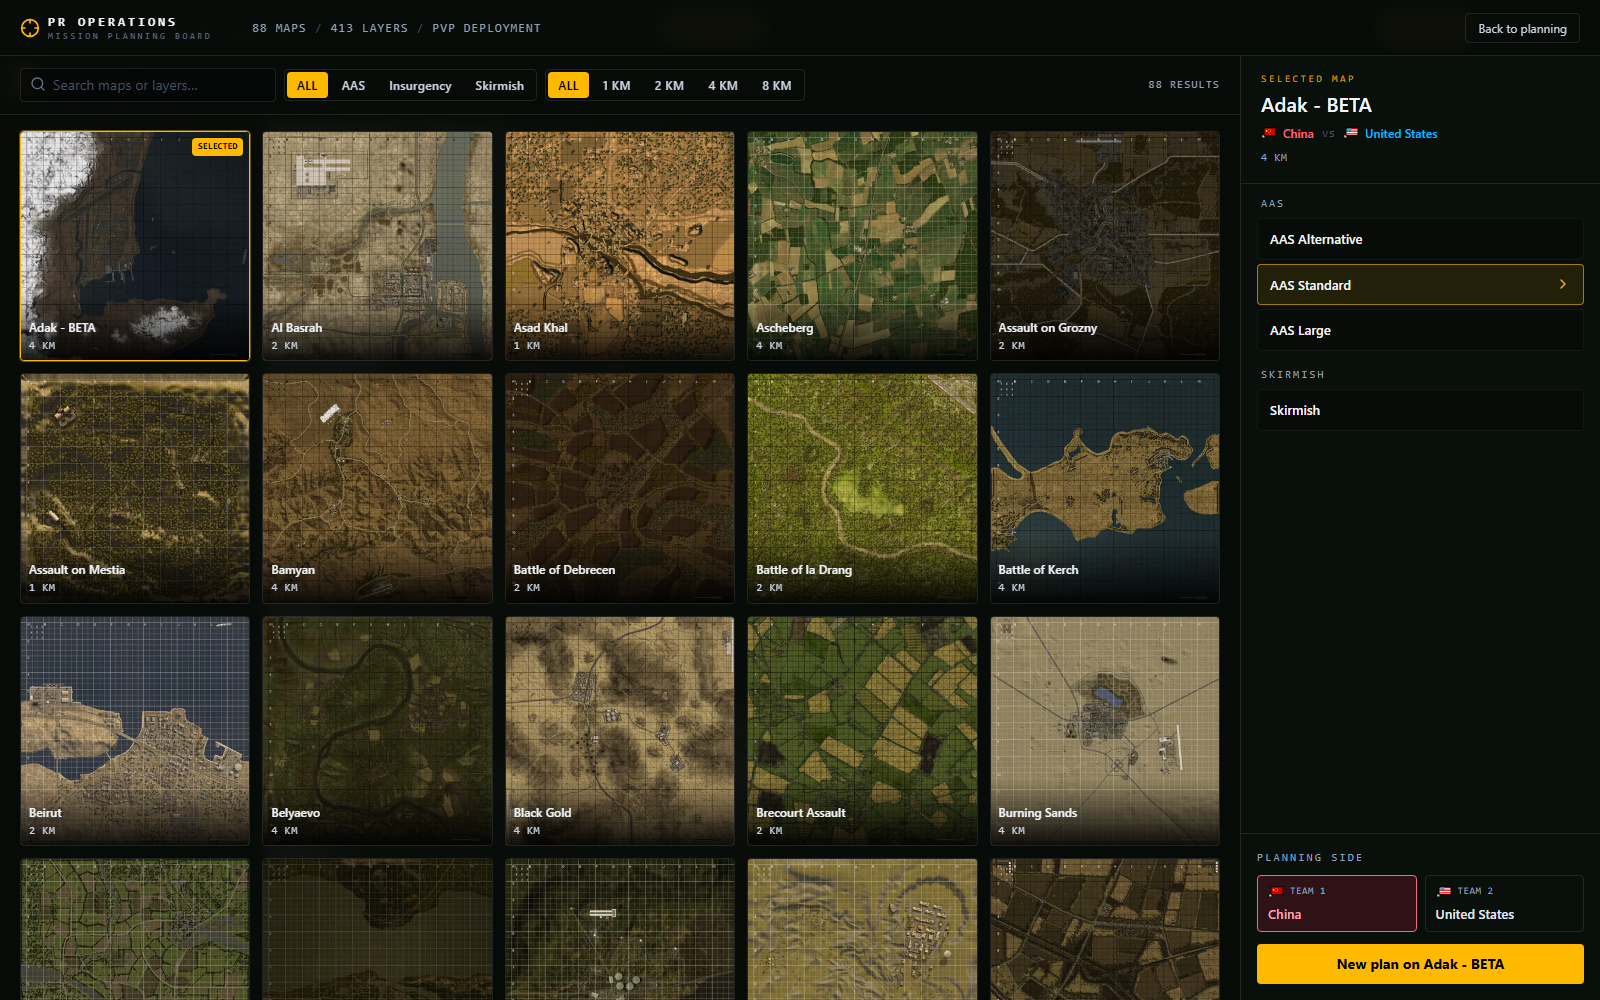 PR OPERATIONS
MISSION PLANNING BOARD
88 MAPS / 413 LAYERS / PVP DEPLOYMENT
Back to planning
Search maps or layers...
ALL AAS Insurgency Skirmish
ALL 1 KM 2 KM 4 KM 8 KM
88 RESULTS
SELECTED
Adak - BETA
4 KM
Al Basrah
2 KM
Asad Khal
1 KM
Ascheberg
4 KM
Assault on Grozny
2 KM
Assault on Mestia
1 KM
Bamyan
4 KM
Battle of Debrecen
2 KM
Battle of Ia Drang
2 KM
Battle of Kerch
4 KM
Beirut
2 KM
Belyaevo
4 KM
Black Gold
4 KM
Brecourt Assault
2 KM
Burning Sands
4 KM
SELECTED MAP
Adak - BETA
China VS United States
4 KM
AAS
AAS Alternative
AAS Standard
AAS Large
SKIRMISH
Skirmish
PLANNING SIDE
TEAM 1
China
TEAM 2
United States
New plan on Adak - BETA